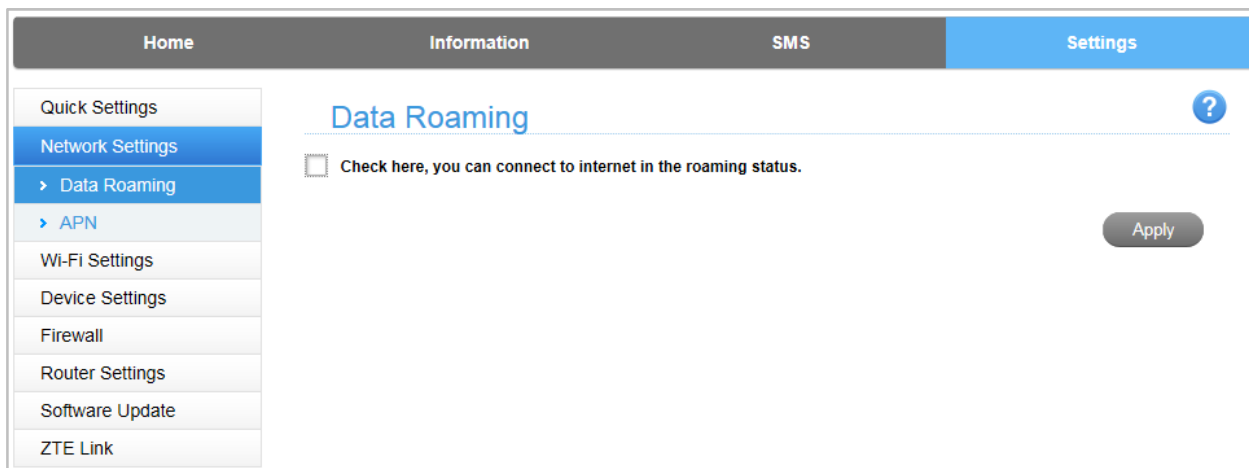 Home Information SMS Settings
Quick Settings
Network Settings
> Data Roaming
> APN
Wi-Fi Settings
Device Settings
Firewall
Router Settings
Software Update
ZTE Link
Data Roaming
?
Check here, you can connect to internet in the roaming status.
Apply